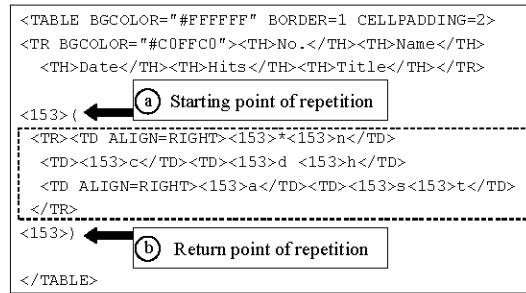 <TABLE BGCOLOR="#FFFFFF" BORDER=1 CELLPADDING=2>
<TR BGCOLOR="#C0FFC0"><TH>No.</TH><TH>Name</TH>
<TH>Date</TH><TH>Hits</TH><TH>Title</TH></TR>
a Starting point of repetition
<153>(
<TR><TD ALIGN=RIGHT><153>*<153>n</TD>
<TD><153>c</TD><TD><153>d <153>h</TD>
<TD ALIGN=RIGHT><153>a</TD><TD><153>s<153>t</TD>
</TR>
<153>)
b Return point of repetition
</TABLE>